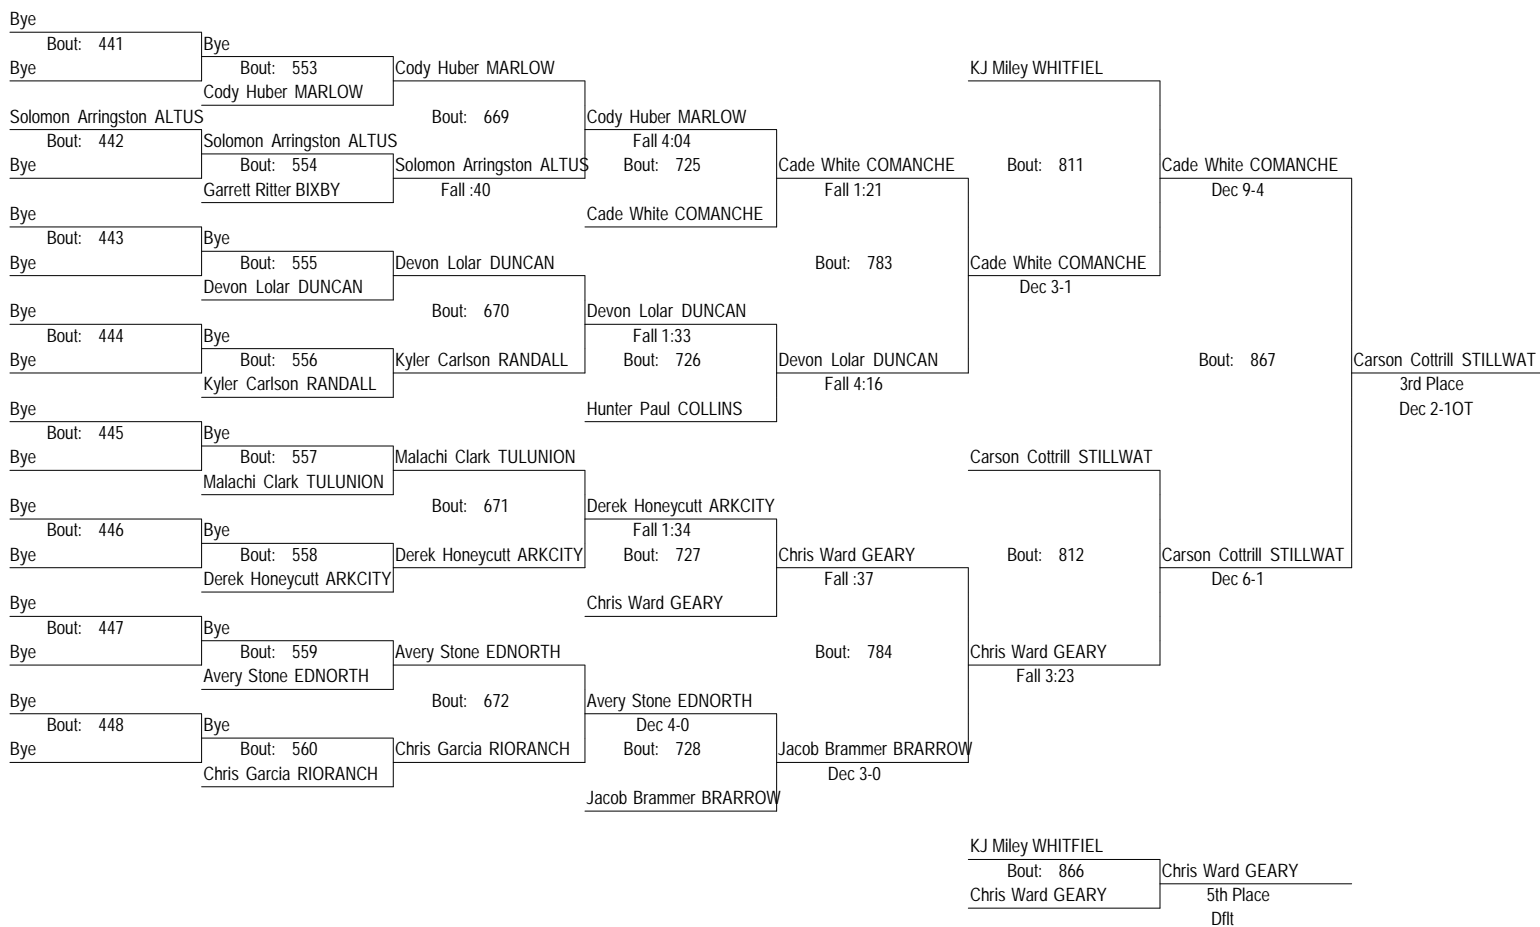 Bye
Bout: 441
Bye
Bye
Bout: 553
Cody Huber MARLOW
Cody Huber MARLOW
Solomon Arringston ALTUS
Bout: 442
Bye
Solomon Arringston ALTUS
Bout: 554
Garrett Ritter BIXBY
Bout: 669
Solomon Arringston ALTUS
Fall :40
Cody Huber MARLOW
Fall 4:04
Bout: 725
Cade White COMANCHE
Cade White COMANCHE
Fall 1:21
Bye
Bout: 443
Bye
Bye
Bout: 555
Devon Lolar DUNCAN
Devon Lolar DUNCAN
Bye
Bout: 444
Bye
Bye
Bout: 556
Kyler Carlson RANDALL
Bout: 670
Kyler Carlson RANDALL
Devon Lolar DUNCAN
Fall 1:33
Bout: 726
Hunter Paul COLLINS
Devon Lolar DUNCAN
Fall 4:16
Bout: 783
KJ Miley WHITFIEL
Bout: 811
Cade White COMANCHE
Dec 3-1
Cade White COMANCHE
Dec 9-4
Bye
Bout: 445
Bye
Bye
Bout: 557
Malachi Clark TULUNION
Malachi Clark TULUNION
Bye
Bout: 446
Bye
Bye
Bout: 558
Derek Honeycutt ARKCITY
Bout: 671
Derek Honeycutt ARKCITY
Derek Honeycutt ARKCITY
Fall 1:34
Bout: 727
Chris Ward GEARY
Chris Ward GEARY
Fall :37
Bye
Bout: 447
Bye
Bye
Bout: 559
Avery Stone EDNORTH
Avery Stone EDNORTH
Bye
Bout: 448
Bye
Bye
Bout: 560
Chris Garcia RIORANCH
Bout: 672
Chris Garcia RIORANCH
Avery Stone EDNORTH
Dec 4-0
Bout: 728
Jacob Brammer BRARROW
Jacob Brammer BRARROW
Dec 3-0
Bout: 784
Carson Cottrill STILLWAT
Bout: 812
Chris Ward GEARY
Fall 3:23
Carson Cottrill STILLWAT
Dec 6-1
Bout: 867
Carson Cottrill STILLWAT
3rd Place
Dec 2-1OT
KJ Miley WHITFIEL
Bout: 866
Chris Ward GEARY
Chris Ward GEARY
5th Place
Dflt